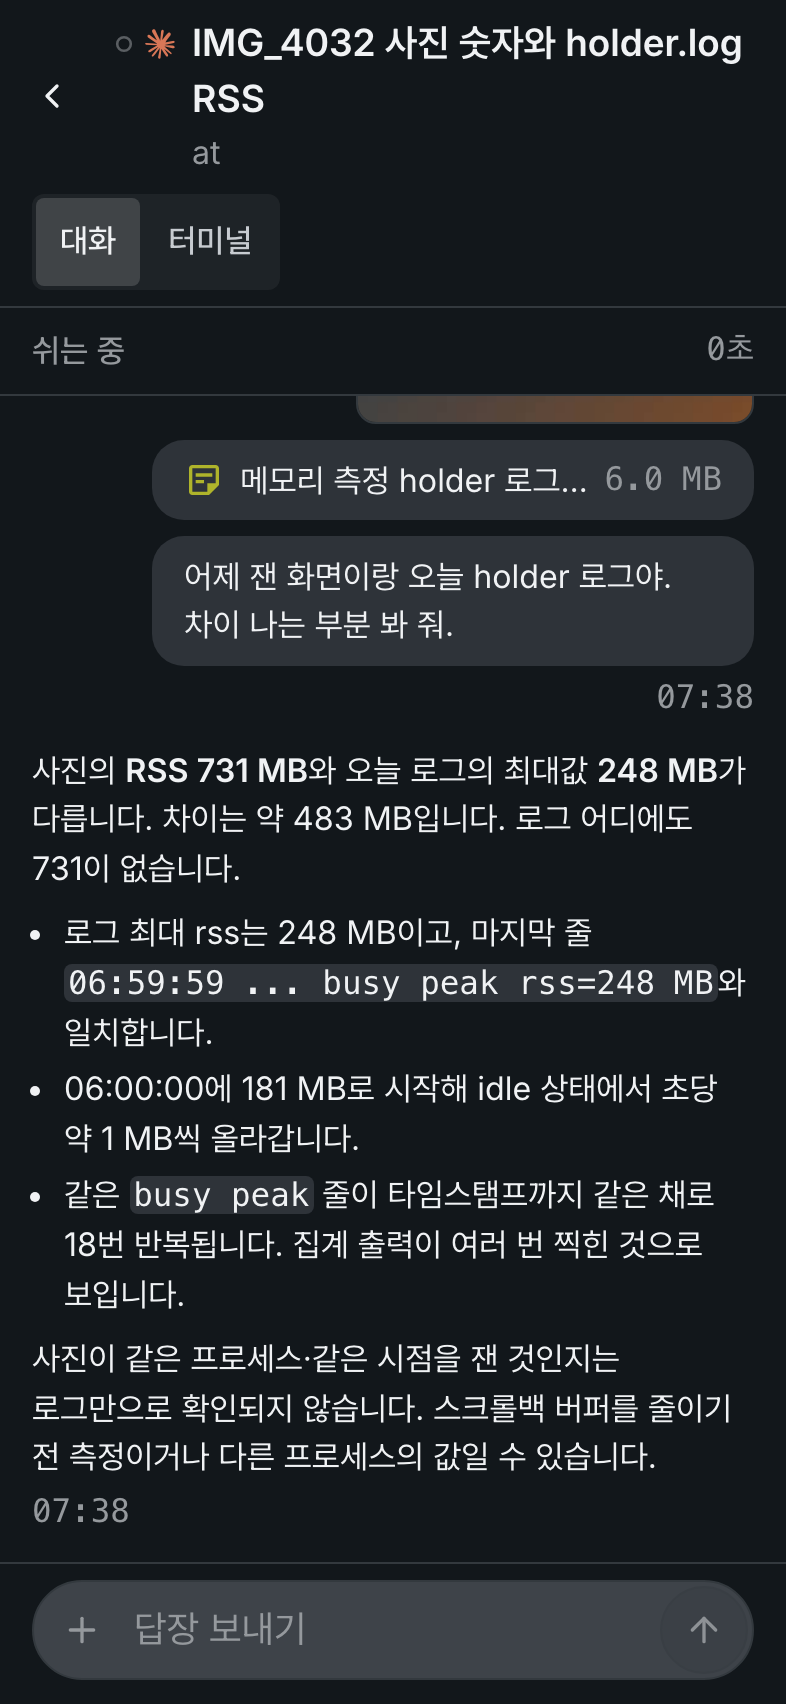 IMG_4032 사진 숫자와 holder.log
RSS
at
대화 터미널
쉬는 중 0초
메모리 측정 holder 로그... 6.0 MB
어제 잰 화면이랑 오늘 holder 로그야.
차이 나는 부분 봐 줘.
07:38
사진의 RSS 731 MB와 오늘 로그의 최대값 248 MB가
다릅니다. 차이는 약 483 MB입니다. 로그 어디에도
731이 없습니다.
• 로그 최대 rss는 248 MB이고, 마지막 줄
06:59:59 ... busy peak rss=248 MB와
일치합니다.
• 06:00:00에 181 MB로 시작해 idle 상태에서 초당
약 1 MB씩 올라갑니다.
• 같은 busy peak 줄이 타임스탬프까지 같은 채로
18번 반복됩니다. 집계 출력이 여러 번 찍힌 것으로
보입니다.
사진이 같은 프로세스·같은 시점을 잰 것인지는
로그만으로 확인되지 않습니다. 스크롤백 버퍼를 줄이기
전 측정이거나 다른 프로세스의 값일 수 있습니다.
07:38
답장 보내기